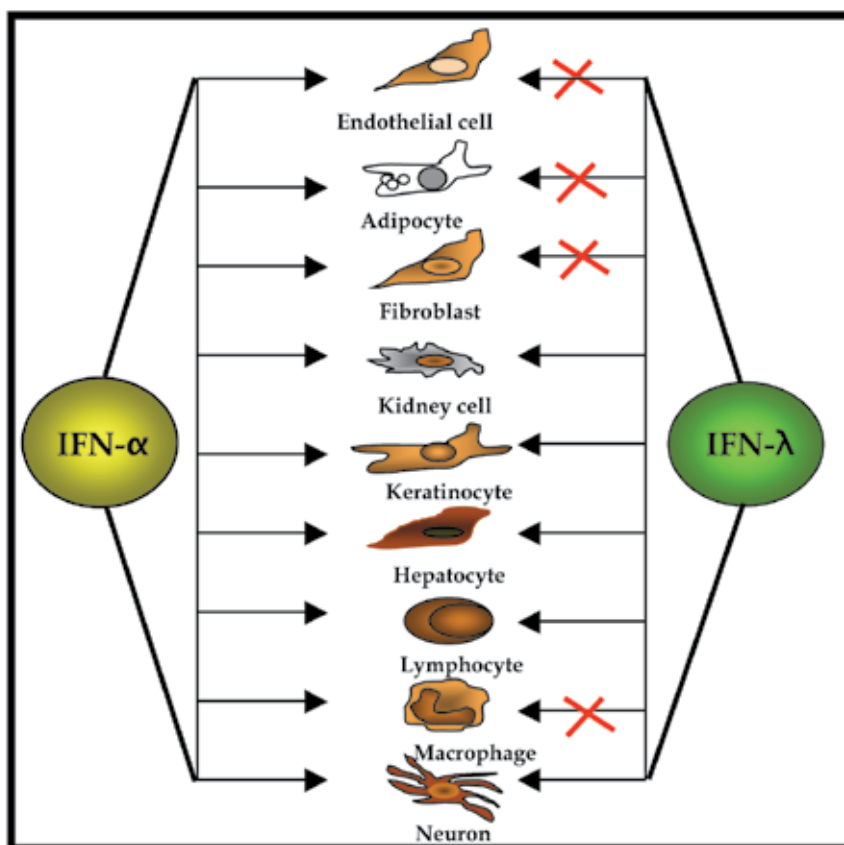 Endothelial cell
Adipocyte
Fibroblast
Kidney cell
IFN-α
IFN-λ
Keratinocyte
Hepatocyte
Lymphocyte
Macrophage
Neuron